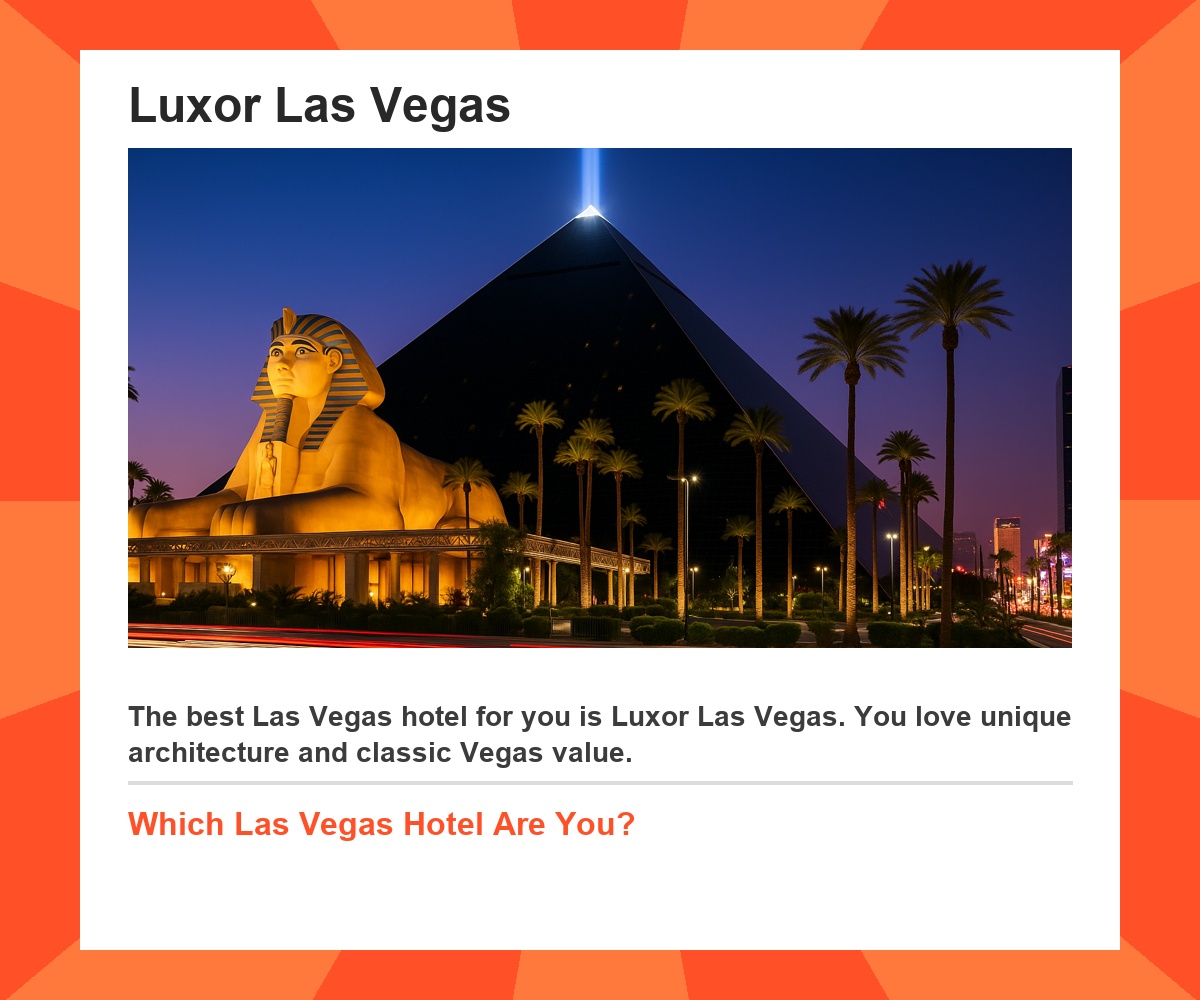 Luxor Las Vegas
The best Las Vegas hotel for you is Luxor Las Vegas. You love unique
architecture and classic Vegas value.
Which Las Vegas Hotel Are You?